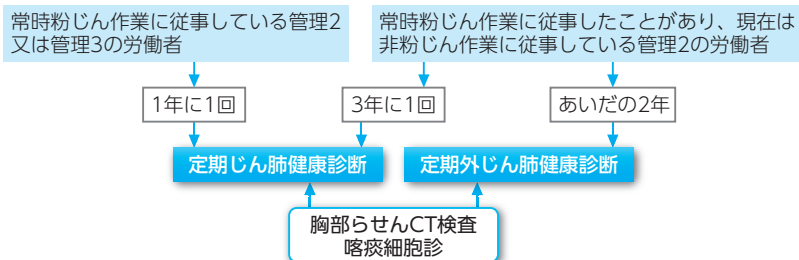 常時粉じん作業に従事している管理2
又は管理3の労働者
常時粉じん作業に従事したことがあり、現在は
非粉じん作業に従事している管理2の労働者
1年に1回
3年に1回
あいだの2年
定期じん肺健康診断
定期外じん肺健康診断
胸部らせんCT検査
喀痰細胞診